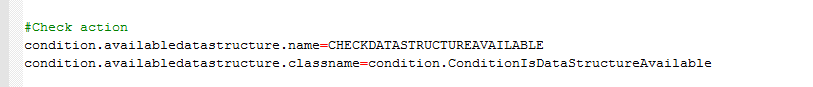 #Check action
condition.availabledatastructure.name=CHECKDATASTRUCTUREAVAILABLE
condition.availabledatastructure.classname=condition.ConditionIsDataStructureAvailable